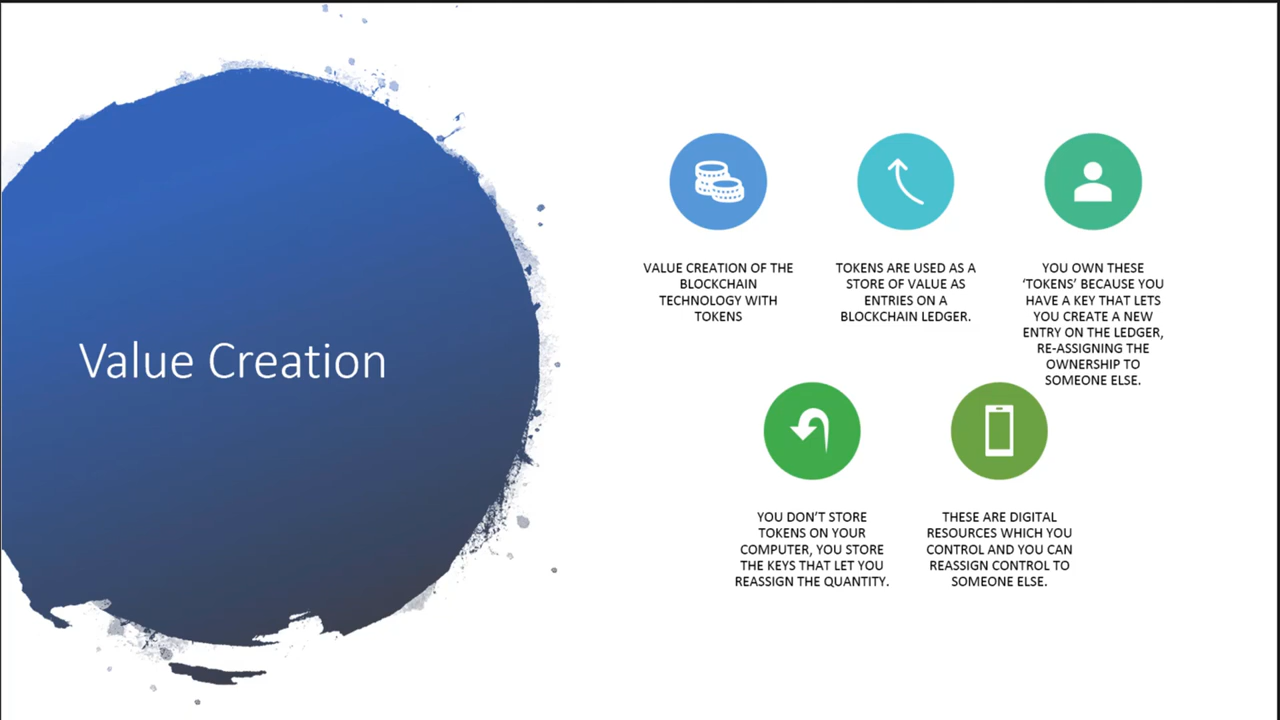 Value Creation
VALUE CREATION OF THE
BLOCKCHAIN
TECHNOLOGY WITH
TOKENS
TOKENS ARE USED AS A
STORE OF VALUE AS
ENTRIES ON A
BLOCKCHAIN LEDGER.
YOU OWN THESE
‘TOKENS’ BECAUSE YOU
HAVE A KEY THAT LETS
YOU CREATE A NEW
ENTRY ON THE LEDGER,
RE-ASSIGNING THE
OWNERSHIP TO
SOMEONE ELSE.
YOU DON’T STORE
TOKENS ON YOUR
COMPUTER, YOU STORE
THE KEYS THAT LET YOU
REASSIGN THE QUANTITY.
THESE ARE DIGITAL
RESOURCES WHICH YOU
CONTROL AND YOU CAN
REASSIGN CONTROL TO
SOMEONE ELSE.